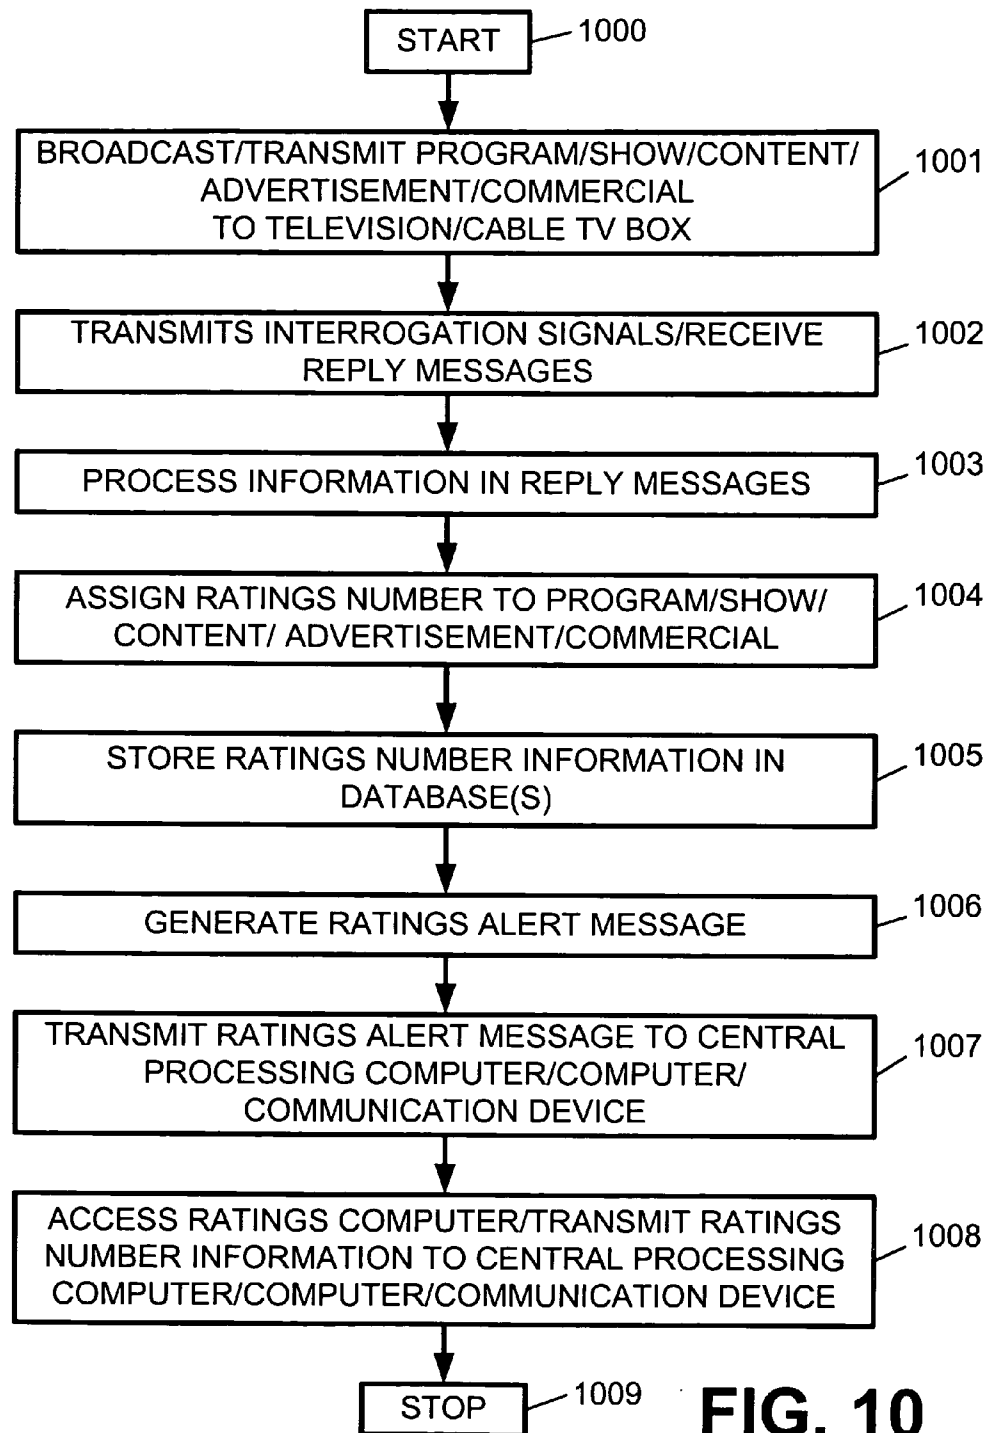 START
1000
BROADCAST/TRANSMIT PROGRAM/SHOW/CONTENT/
ADVERTISEMENT/COMMERCIAL
TO TELEVISION/CABLE TV BOX
1001
TRANSMITS INTERROGATION SIGNALS/RECEIVE
REPLY MESSAGES
1002
PROCESS INFORMATION IN REPLY MESSAGES
1003
ASSIGN RATINGS NUMBER TO PROGRAM/SHOW/
CONTENT/ ADVERTISEMENT/COMMERCIAL
1004
STORE RATINGS NUMBER INFORMATION IN
DATABASE(S)
1005
GENERATE RATINGS ALERT MESSAGE
1006
TRANSMIT RATINGS ALERT MESSAGE TO CENTRAL
PROCESSING COMPUTER/COMPUTER/
COMMUNICATION DEVICE
1007
ACCESS RATINGS COMPUTER/TRANSMIT RATINGS
NUMBER INFORMATION TO CENTRAL PROCESSING
COMPUTER/COMPUTER/COMMUNICATION DEVICE
1008
STOP
1009
FIG. 10